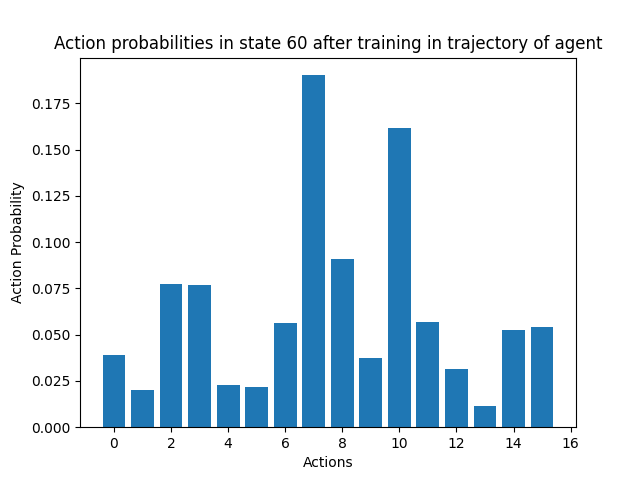 Action probabilities in state 60 after training in trajectory of agent
0.175
0.150
0.125
0.100
0.075
0.050
0.025
0.000
Action Probability
0 2 4 6 8 10 12 14 16
Actions